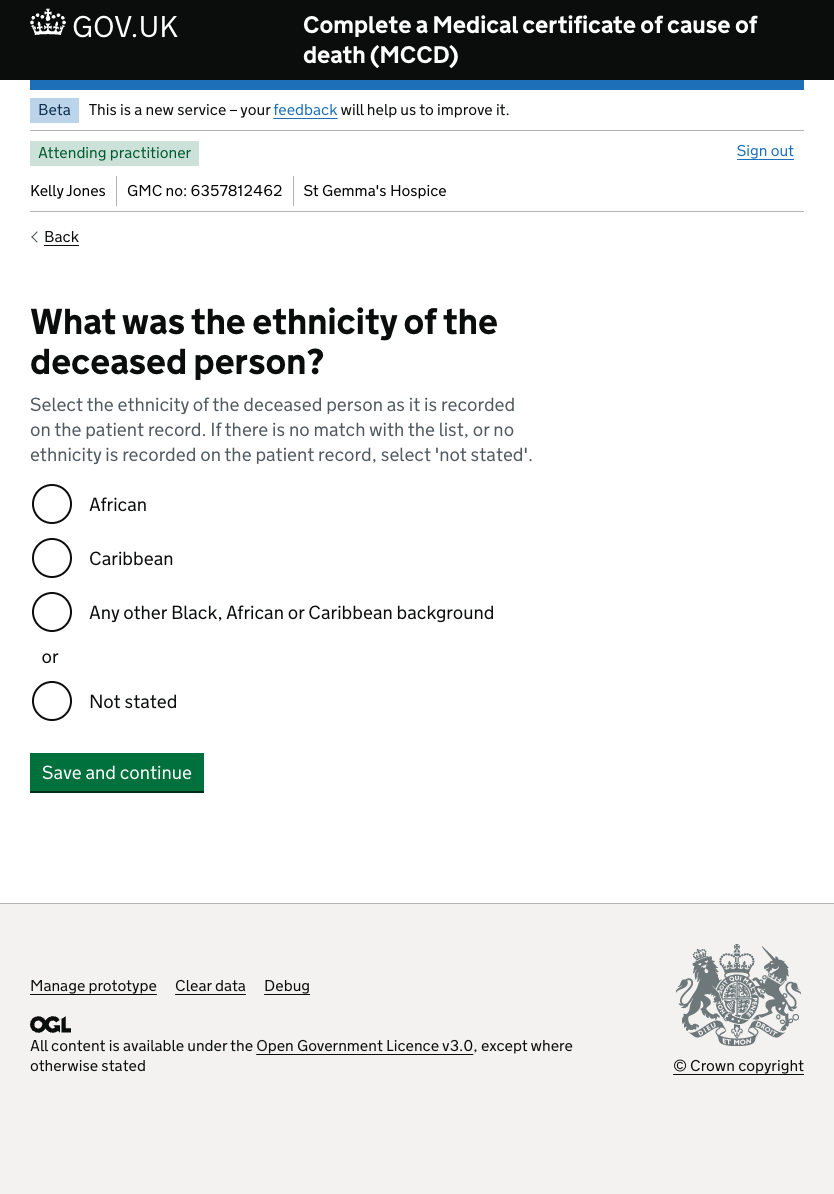 GOV.UK
Complete a Medical certificate of cause of
death (MCCD)
Beta This is a new service – your feedback will help us to improve it.
Attending practitioner
Sign out
Kelly Jones GMC no: 6357812462 St Gemma's Hospice
Back
What was the ethnicity of the
deceased person?
Select the ethnicity of the deceased person as it is recorded
on the patient record. If there is no match with the list, or no
ethnicity is recorded on the patient record, select 'not stated'.
African
Caribbean
Any other Black, African or Caribbean background
or
Not stated
Save and continue
Manage prototype Clear data Debug
OGL
All content is available under the Open Government Licence v3.0, except where
otherwise stated
DIEU ET MON DROIT
© Crown copyright